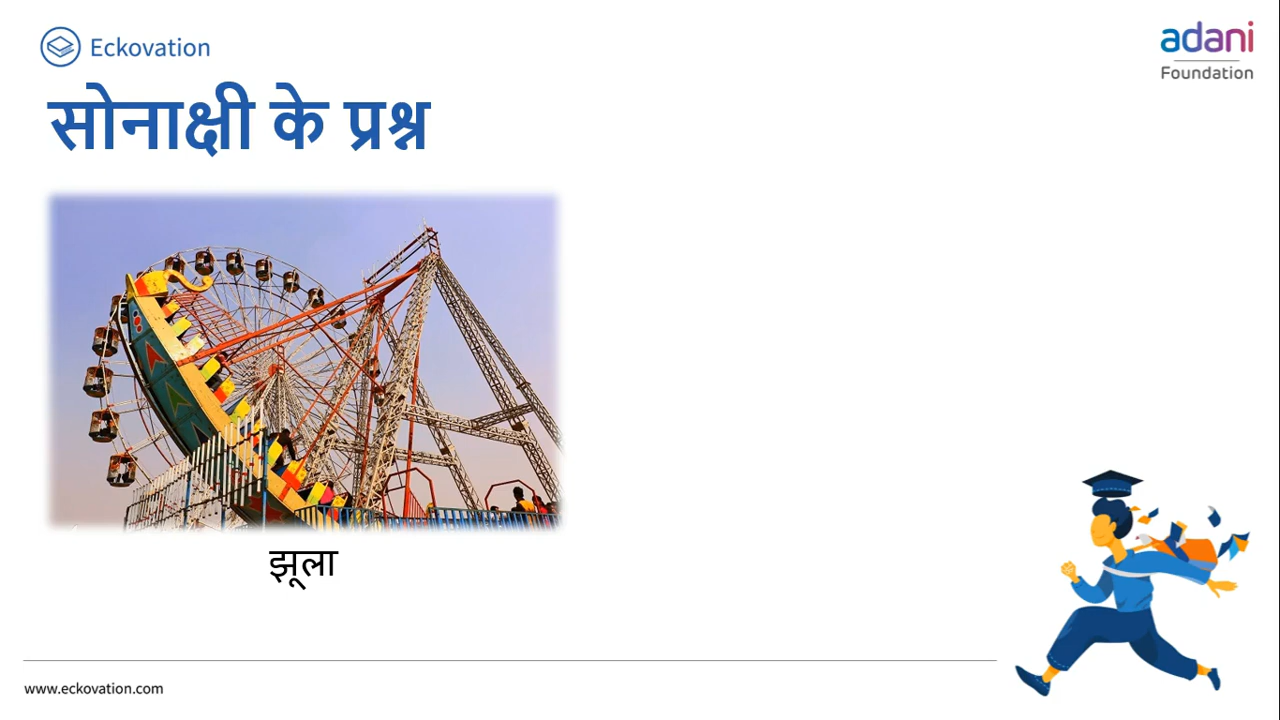 Eckovation
adani
Foundation
सोनाक्षी के प्रश्न
झूला
www.eckovation.com